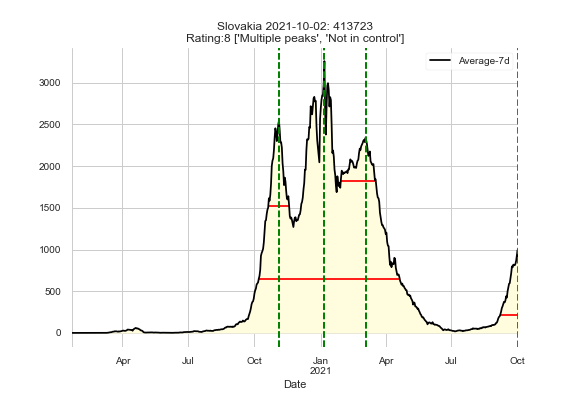 Slovakia 2021-10-02: 413723
Rating:8 ['Multiple peaks', 'Not in control']
Average-7d
3000
2500
2000
1500
1000
500
0
Apr
Jul
Oct
Jan
2021
Apr
Jul
Oct
Date